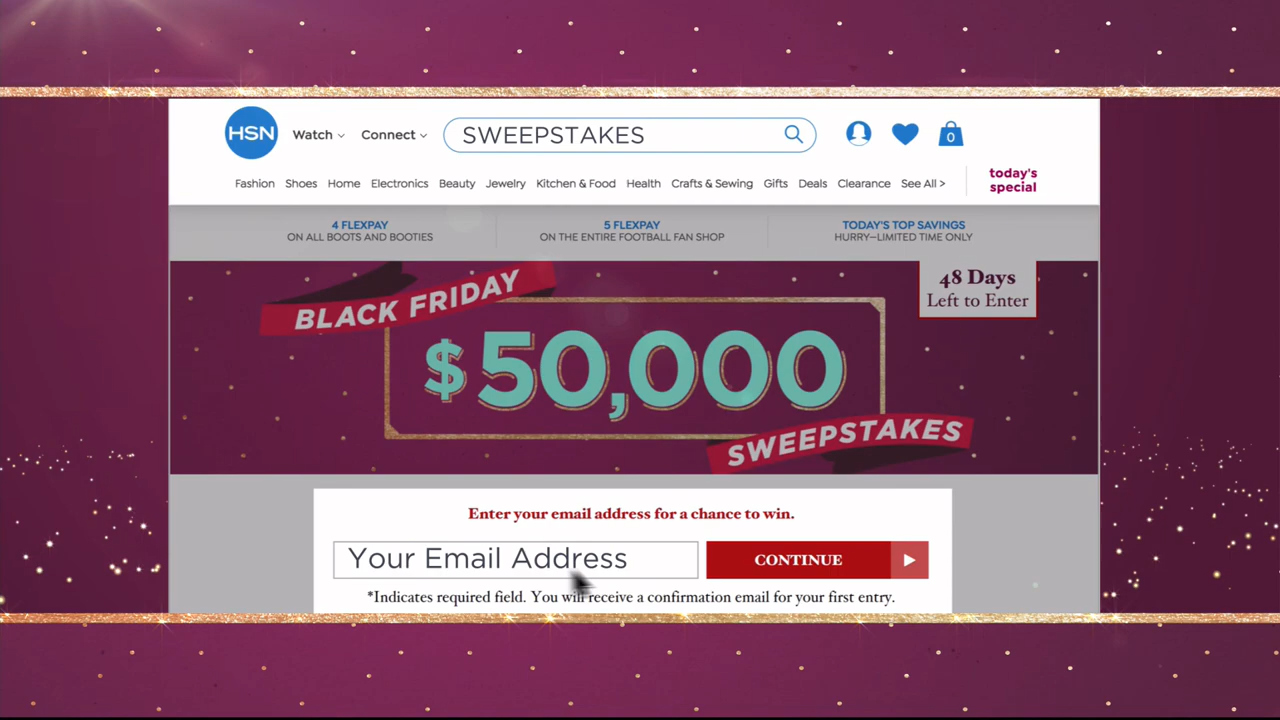 HSN
Watch
Connect
SWEEPSTAKES
0
Fashion Shoes Home Electronics Beauty Jewelry Kitchen & Food Health Crafts & Sewing Gifts Deals Clearance See All >
today's
special
4 FLEXPAY
ON ALL BOOTS AND BOOTIES
5 FLEXPAY
ON THE ENTIRE FOOTBALL FAN SHOP
TODAY'S TOP SAVINGS
HURRY—LIMITED TIME ONLY
48 Days
Left to Enter
BLACK FRIDAY
$50,000
SWEEPSTAKES
Enter your email address for a chance to win.
Your Email Address
CONTINUE
*Indicates required field. You will receive a confirmation email for your first entry.